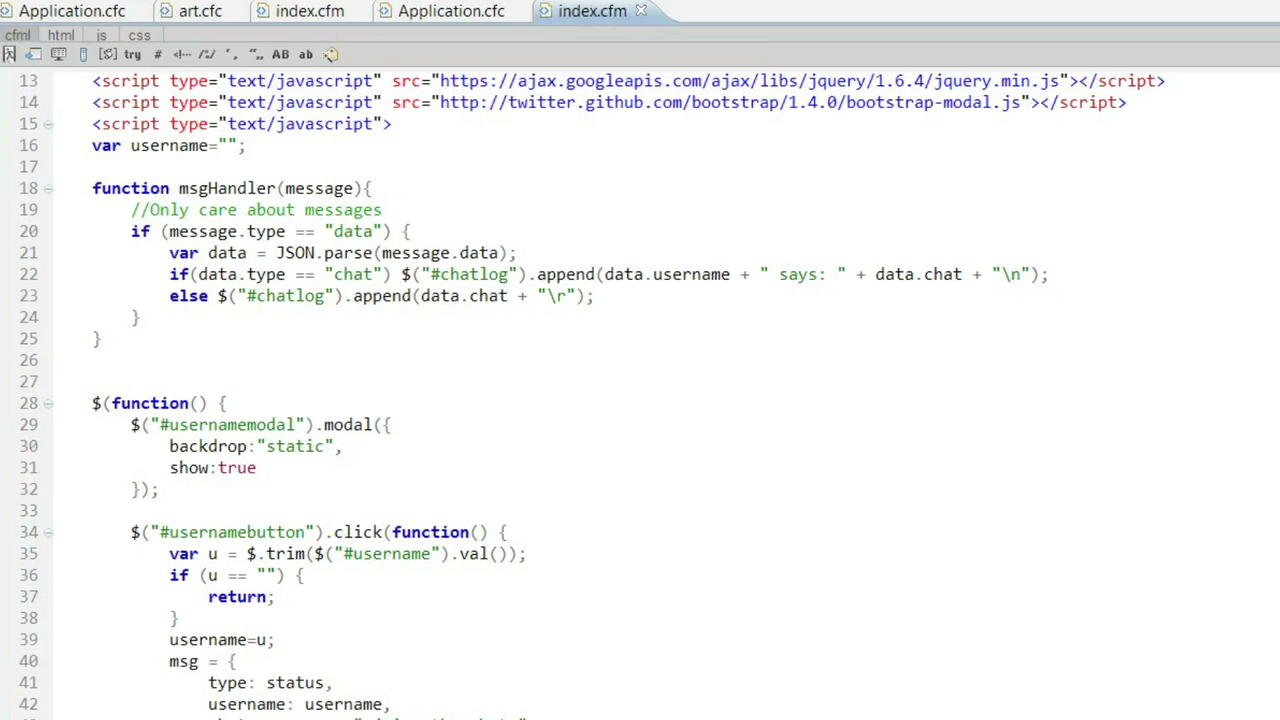 Application.cfc art.cfc index.cfm Application.cfc index.cfm
cfml html js css
try # AB ab
13 <script type="text/javascript" src="https://ajax.googleapis.com/ajax/libs/jquery/1.6.4/jquery.min.js"></script>
14 <script type="text/javascript" src="http://twitter.github.com/bootstrap/1.4.0/bootstrap-modal.js"></script>
15 <script type="text/javascript">
16 var username="";
17
18 function msgHandler(message){
19 //Only care about messages
20 if (message.type == "data") {
21 var data = JSON.parse(message.data);
22 if(data.type == "chat") $("#chatlog").append(data.username + " says: " + data.chat + "\n");
23 else $("#chatlog").append(data.chat + "\r");
24 }
25 }
26
27
28 $(function() {
29 $("#usernamemodal").modal({
30 backdrop:"static",
31 show:true
32 });
33
34 $("#usernamebutton").click(function() {
35 var u = $.trim($("#username").val());
36 if (u == "") {
37 return;
38 }
39 username=u;
40 msg = {
41 type: status,
42 username: username,